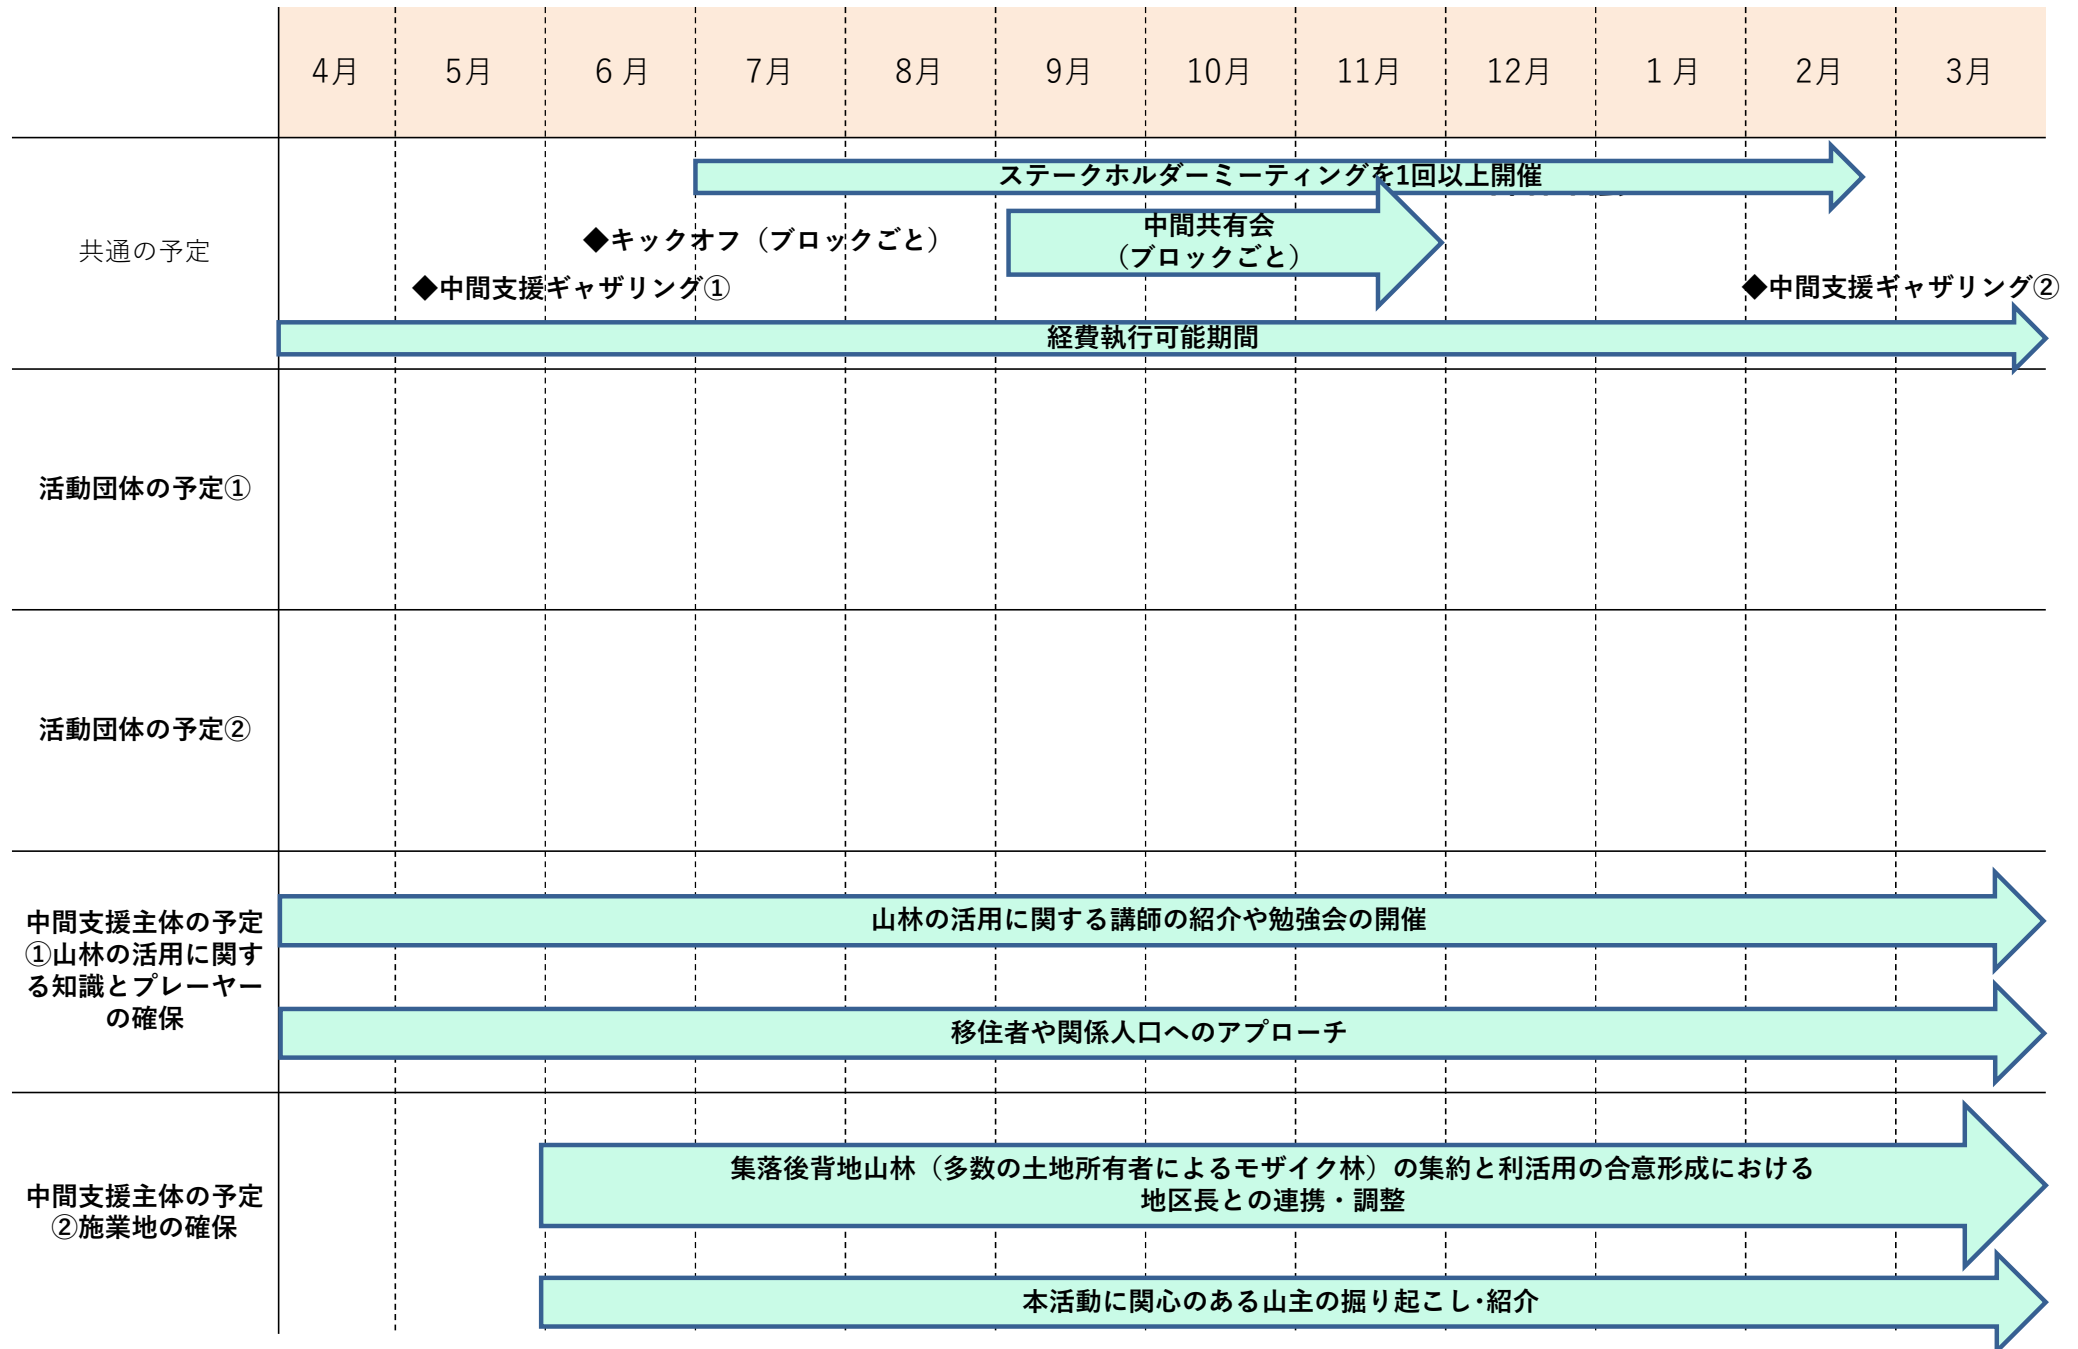 4月 5月 6 月 7月 8月 9月 10月 11月 12月 1 月 2月 3月
共通の予定
ステークホルダーミーティングを1回以上開催
◆キックオフ（ブロックごと）
中間共有会
（ブロックごと）
◆中間支援ギャザリング①
◆中間支援ギャザリング②
経費執行可能期間
活動団体の予定①
活動団体の予定②
中間支援主体の予定
①山林の活用に関す
る知識とプレーヤー
の確保
山林の活用に関する講師の紹介や勉強会の開催
移住者や関係人口へのアプローチ
中間支援主体の予定
②施業地の確保
集落後背地山林（多数の土地所有者によるモザイク林）の集約と利活用の合意形成における
地区長との連携・調整
本活動に関心のある山主の掘り起こし･紹介